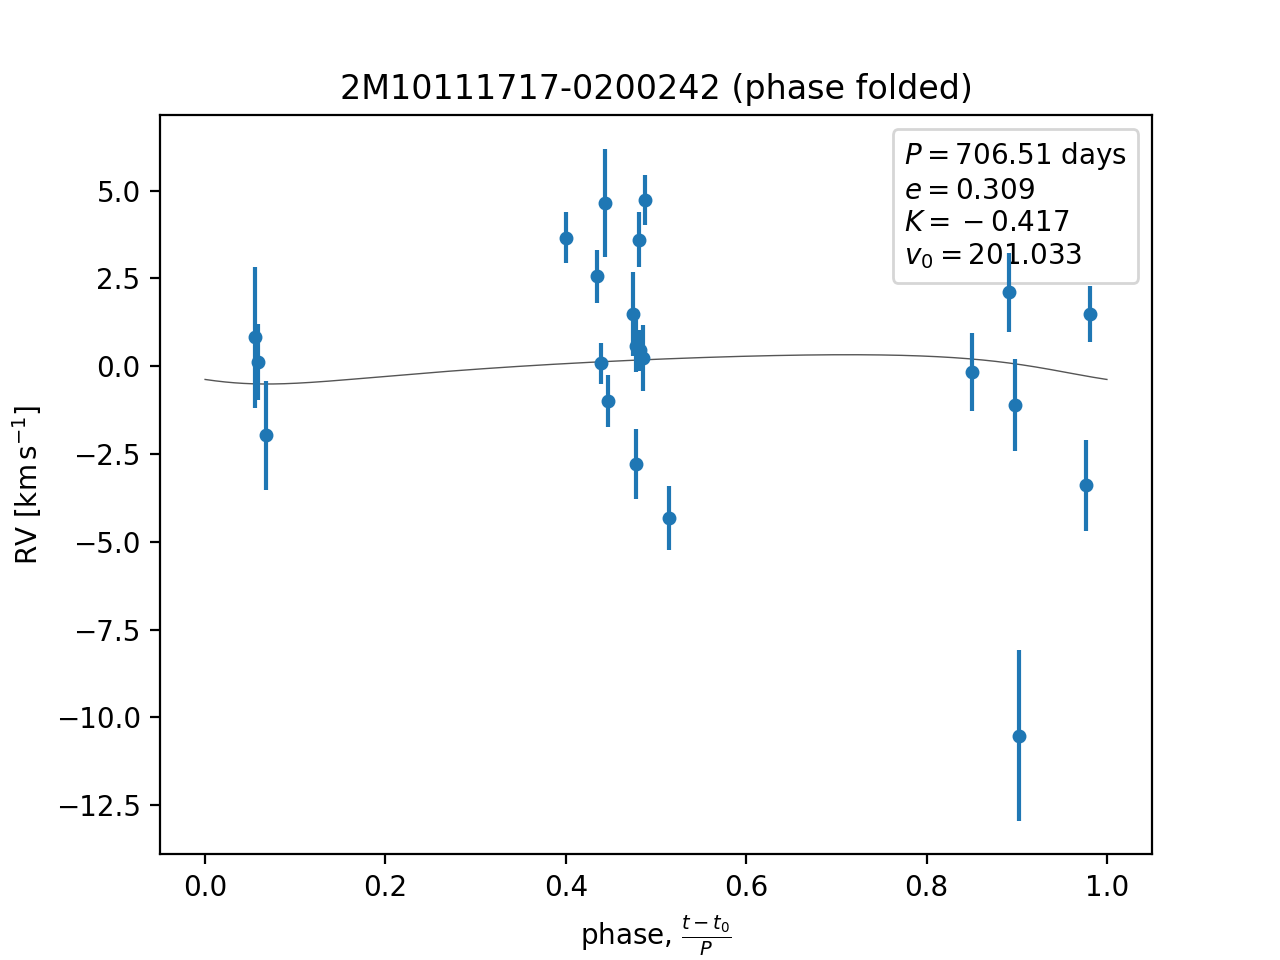 2M10111717-0200242 (phase folded)
P = 706.51 days
e = 0.309
K = −0.417
v₀ = 201.033
5.0
2.5
0.0
−2.5
−5.0
−7.5
−10.0
−12.5
RV [km s⁻¹]
0.0 0.2 0.4 0.6 0.8 1.0
phase, (t − t₀)/P